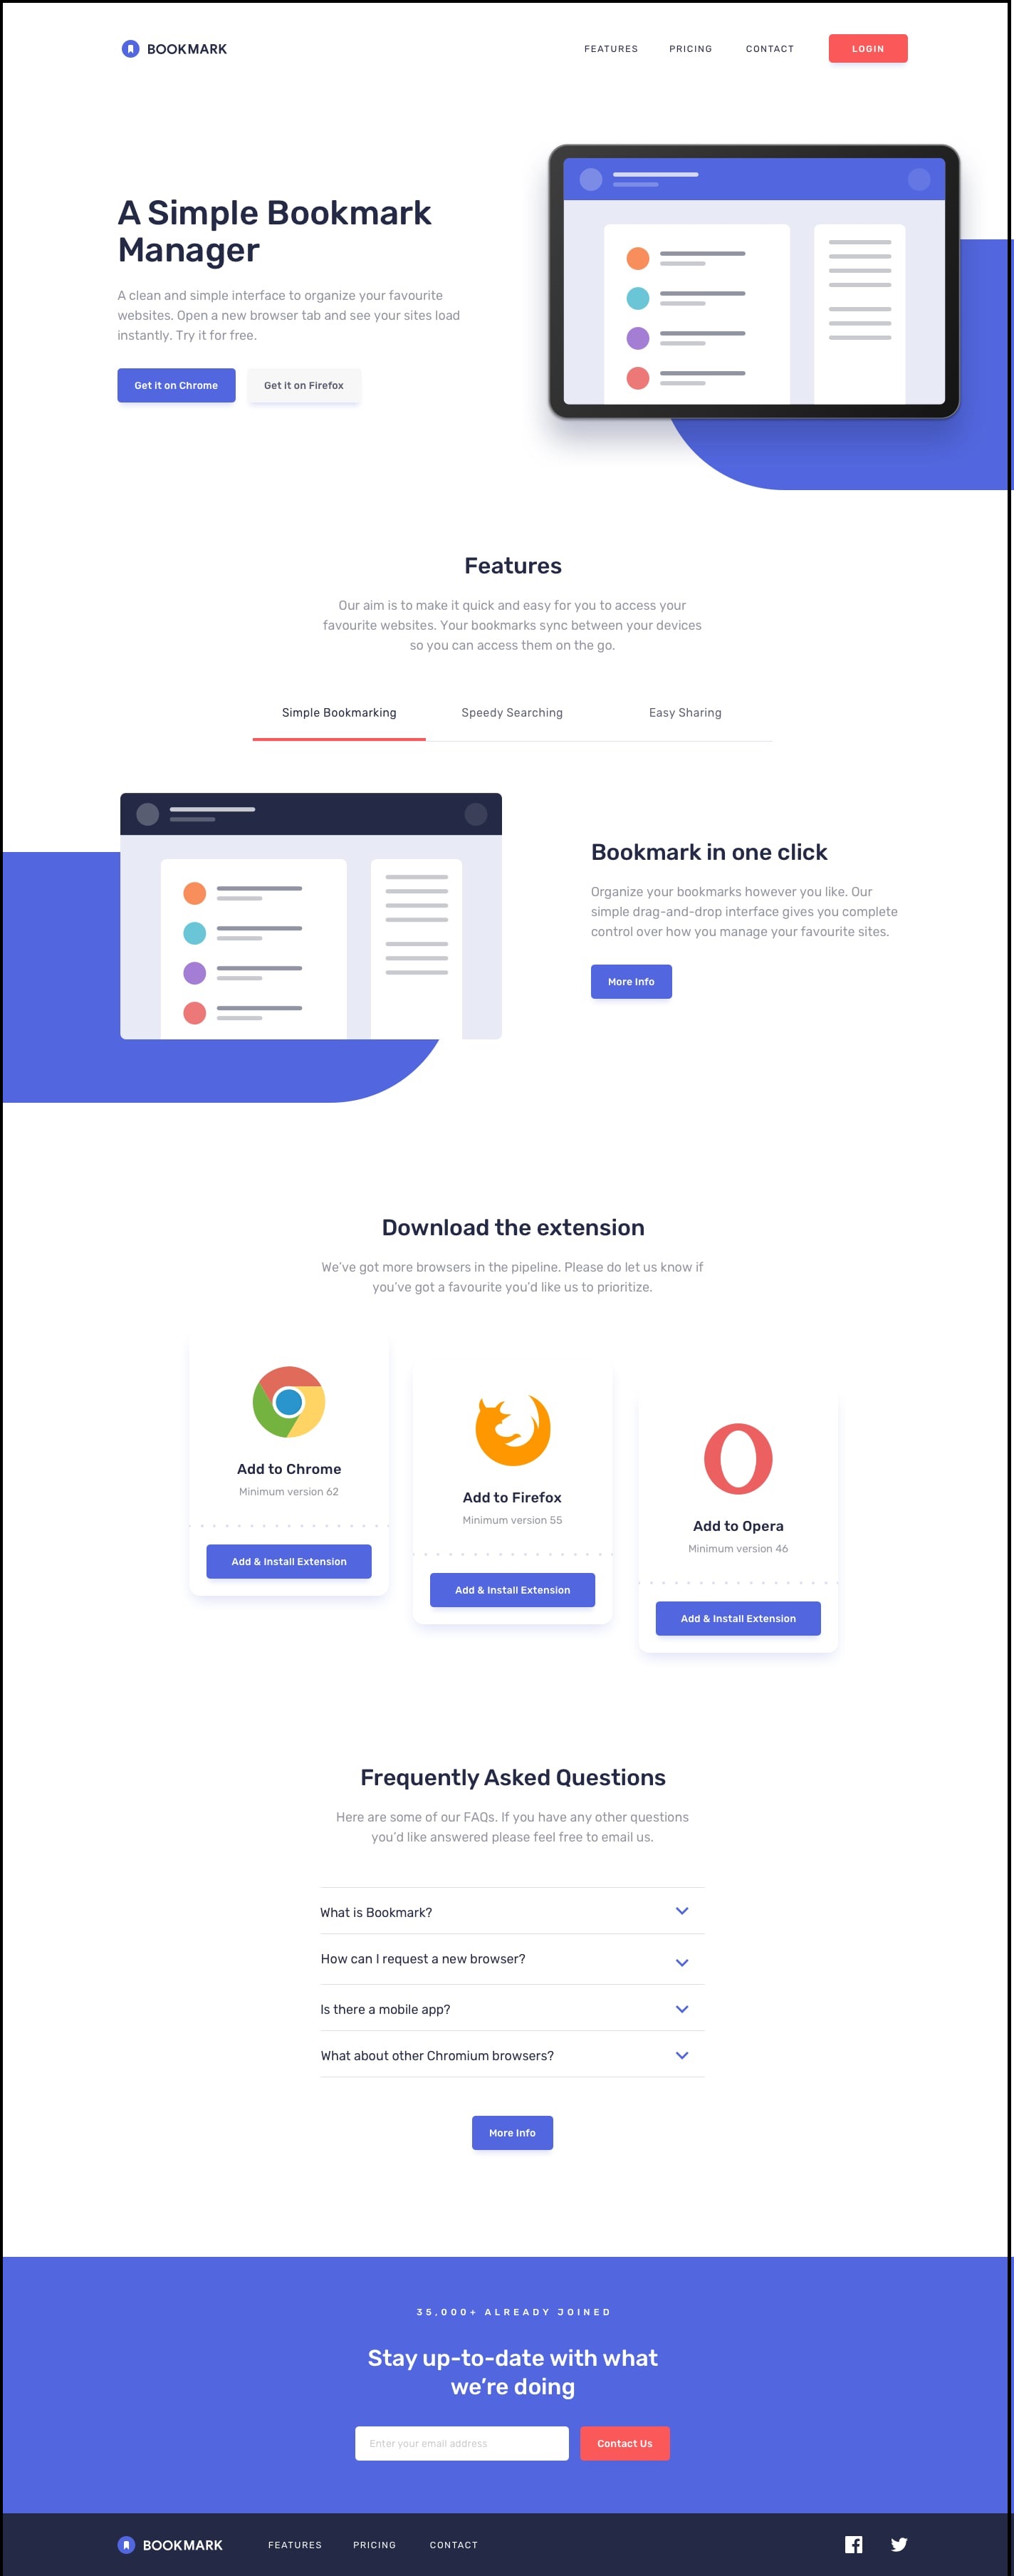 BOOKMARK
FEATURES PRICING CONTACT LOGIN
A Simple Bookmark
Manager
A clean and simple interface to organize your favourite
websites. Open a new browser tab and see your sites load
instantly. Try it for free.
Get it on Chrome Get it on Firefox
Features
Our aim is to make it quick and easy for you to access your
favourite websites. Your bookmarks sync between your devices
so you can access them on the go.
Simple Bookmarking Speedy Searching Easy Sharing
Bookmark in one click
Organize your bookmarks however you like. Our
simple drag-and-drop interface gives you complete
control over how you manage your favourite sites.
More Info
Download the extension
We’ve got more browsers in the pipeline. Please do let us know if
you’ve got a favourite you’d like us to prioritize.
Add to Chrome
Minimum version 62
Add & Install Extension
Add to Firefox
Minimum version 55
Add & Install Extension
Add to Opera
Minimum version 46
Add & Install Extension
Frequently Asked Questions
Here are some of our FAQs. If you have any other questions
you’d like answered please feel free to email us.
What is Bookmark?
How can I request a new browser?
Is there a mobile app?
What about other Chromium browsers?
More Info
35,000+ ALREADY JOINED
Stay up-to-date with what
we’re doing
Enter your email address Contact Us
BOOKMARK FEATURES PRICING CONTACT